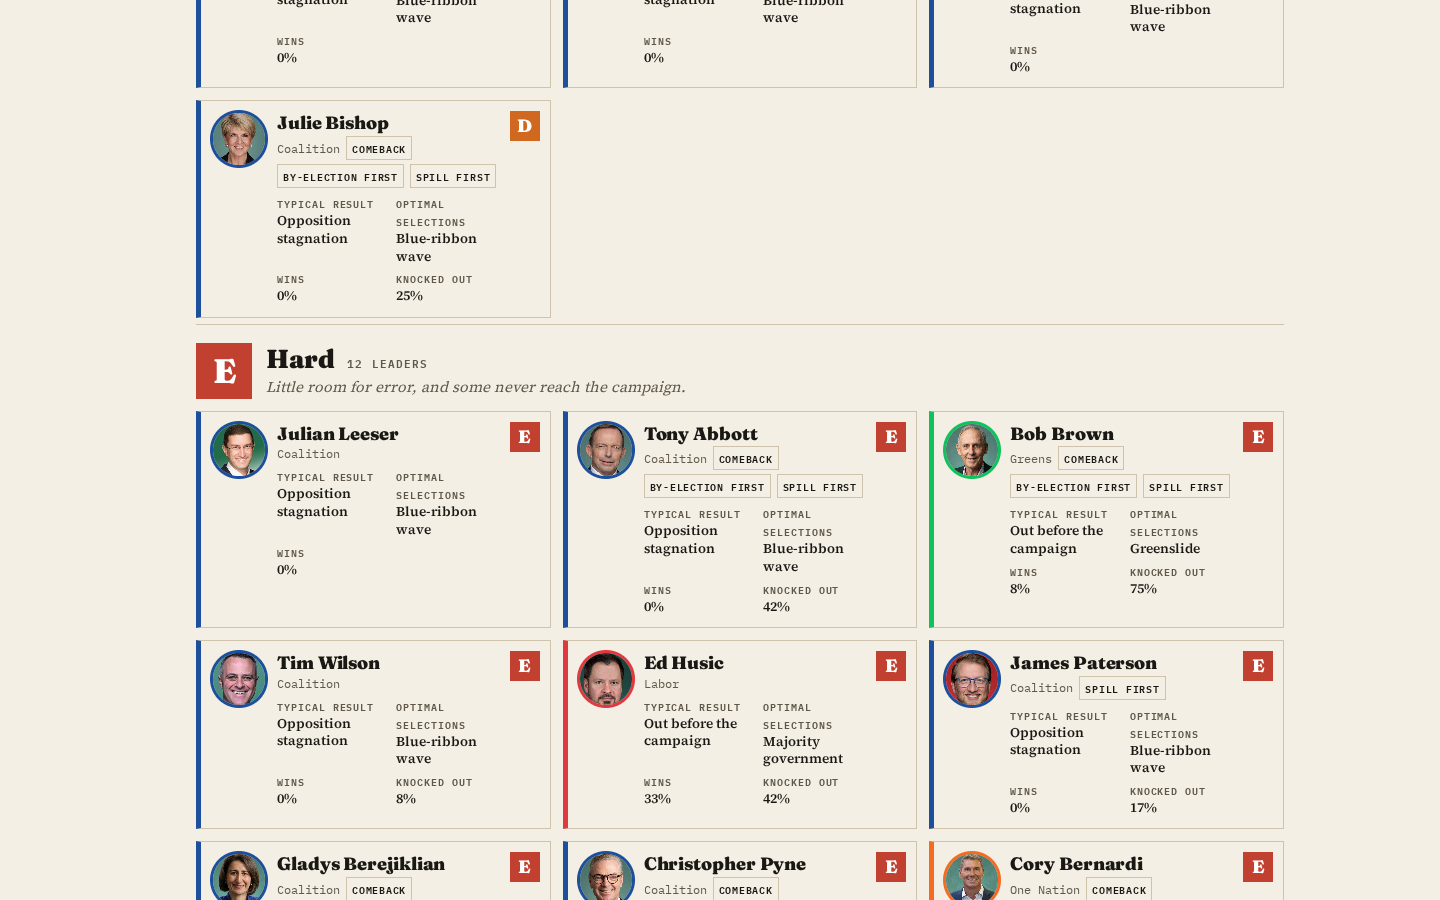 stagnation
Blue-ribbon
wave
WINS
0%
stagnation
Blue-ribbon
wave
WINS
0%
stagnation
Blue-ribbon
wave
WINS
0%
Julie Bishop
D
Coalition COMEBACK
BY-ELECTION FIRST SPILL FIRST
TYPICAL RESULT
Opposition
stagnation
OPTIMAL
SELECTIONS
Blue-ribbon
wave
WINS
0%
KNOCKED OUT
25%
E
Hard 12 LEADERS
Little room for error, and some never reach the campaign.
Julian Leeser
E
Coalition
TYPICAL RESULT
Opposition
stagnation
OPTIMAL
SELECTIONS
Blue-ribbon
wave
WINS
0%
Tony Abbott
E
Coalition COMEBACK
BY-ELECTION FIRST SPILL FIRST
TYPICAL RESULT
Opposition
stagnation
OPTIMAL
SELECTIONS
Blue-ribbon
wave
WINS
0%
KNOCKED OUT
42%
Bob Brown
E
Greens COMEBACK
BY-ELECTION FIRST SPILL FIRST
TYPICAL RESULT
Out before the
campaign
OPTIMAL
SELECTIONS
Greenslide
WINS
8%
KNOCKED OUT
75%
Tim Wilson
E
Coalition
TYPICAL RESULT
Opposition
stagnation
OPTIMAL
SELECTIONS
Blue-ribbon
wave
WINS
0%
KNOCKED OUT
8%
Ed Husic
E
Labor
TYPICAL RESULT
Out before the
campaign
OPTIMAL
SELECTIONS
Majority
government
WINS
33%
KNOCKED OUT
42%
James Paterson
E
Coalition SPILL FIRST
TYPICAL RESULT
Opposition
stagnation
OPTIMAL
SELECTIONS
Blue-ribbon
wave
WINS
0%
KNOCKED OUT
17%
Gladys Berejiklian
E
Coalition COMEBACK
Christopher Pyne
E
Coalition COMEBACK
Cory Bernardi
E
One Nation COMEBACK